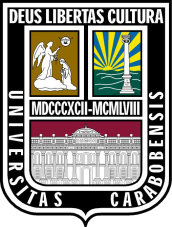 DEUS LIBERTAS CULTURA
MDCCCXCII-MCMLVIII
UNIVERSITAS
CARABOBENSIS